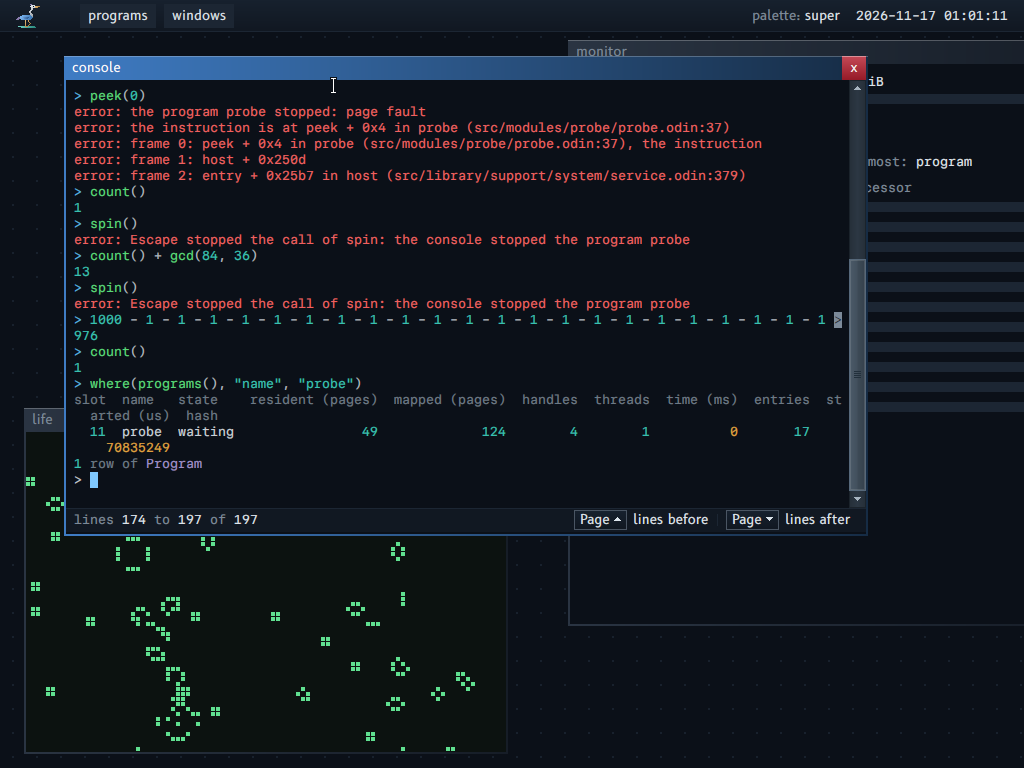 programs windows palette: super 2026-11-17 01:01:11
monitor
console x
iB
> peek(0)
error: the program probe stopped: page fault
error: the instruction is at peek + 0x4 in probe (src/modules/probe/probe.odin:37)
error: frame 0: peek + 0x4 in probe (src/modules/probe/probe.odin:37), the instruction
error: frame 1: host + 0x250d
error: frame 2: entry + 0x25b7 in host (src/library/support/system/service.odin:379)
most: program
cessor
> count()
1
> spin()
error: Escape stopped the call of spin: the console stopped the program probe
> count() + gcd(84, 36)
13
> spin()
error: Escape stopped the call of spin: the console stopped the program probe
> 1000 - 1 - 1 - 1 - 1 - 1 - 1 - 1 - 1 - 1 - 1 - 1 - 1 - 1 - 1 - 1 - 1 - 1 - 1 - 1 - 1 - 1 - 1 >
976
> count()
1
> where(programs(), "name", "probe")
slot name state resident (pages) mapped (pages) handles threads time (ms) entries st
arted (us) hash
11 probe waiting 49 124 4 1 0 17
70835249
1 row of Program
>
life
lines 174 to 197 of 197 Page lines before Page lines after